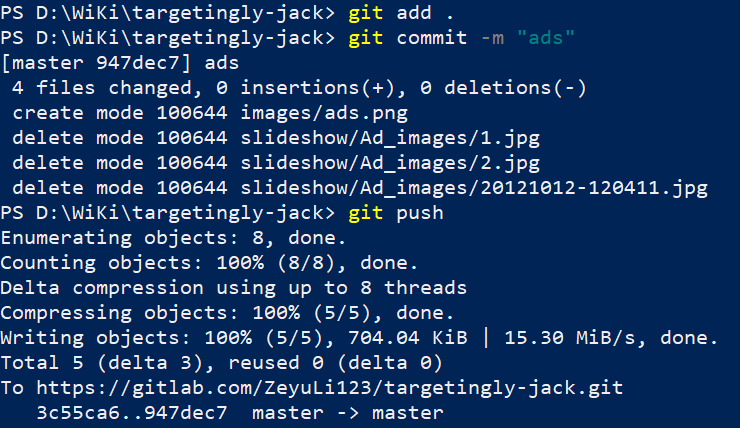 PS D:\WiKi\targetingly-jack> git add .
PS D:\WiKi\targetingly-jack> git commit -m "ads"
[master 947dec7] ads
 4 files changed, 0 insertions(+), 0 deletions(-)
 create mode 100644 images/ads.png
 delete mode 100644 slideshow/Ad_images/1.jpg
 delete mode 100644 slideshow/Ad_images/2.jpg
 delete mode 100644 slideshow/Ad_images/20121012-120411.jpg
PS D:\WiKi\targetingly-jack> git push
Enumerating objects: 8, done.
Counting objects: 100% (8/8), done.
Delta compression using up to 8 threads
Compressing objects: 100% (5/5), done.
Writing objects: 100% (5/5), 704.04 KiB | 15.30 MiB/s, done.
Total 5 (delta 3), reused 0 (delta 0)
To https://gitlab.com/ZeyuLi123/targetingly-jack.git
   3c55ca6..947dec7  master -> master